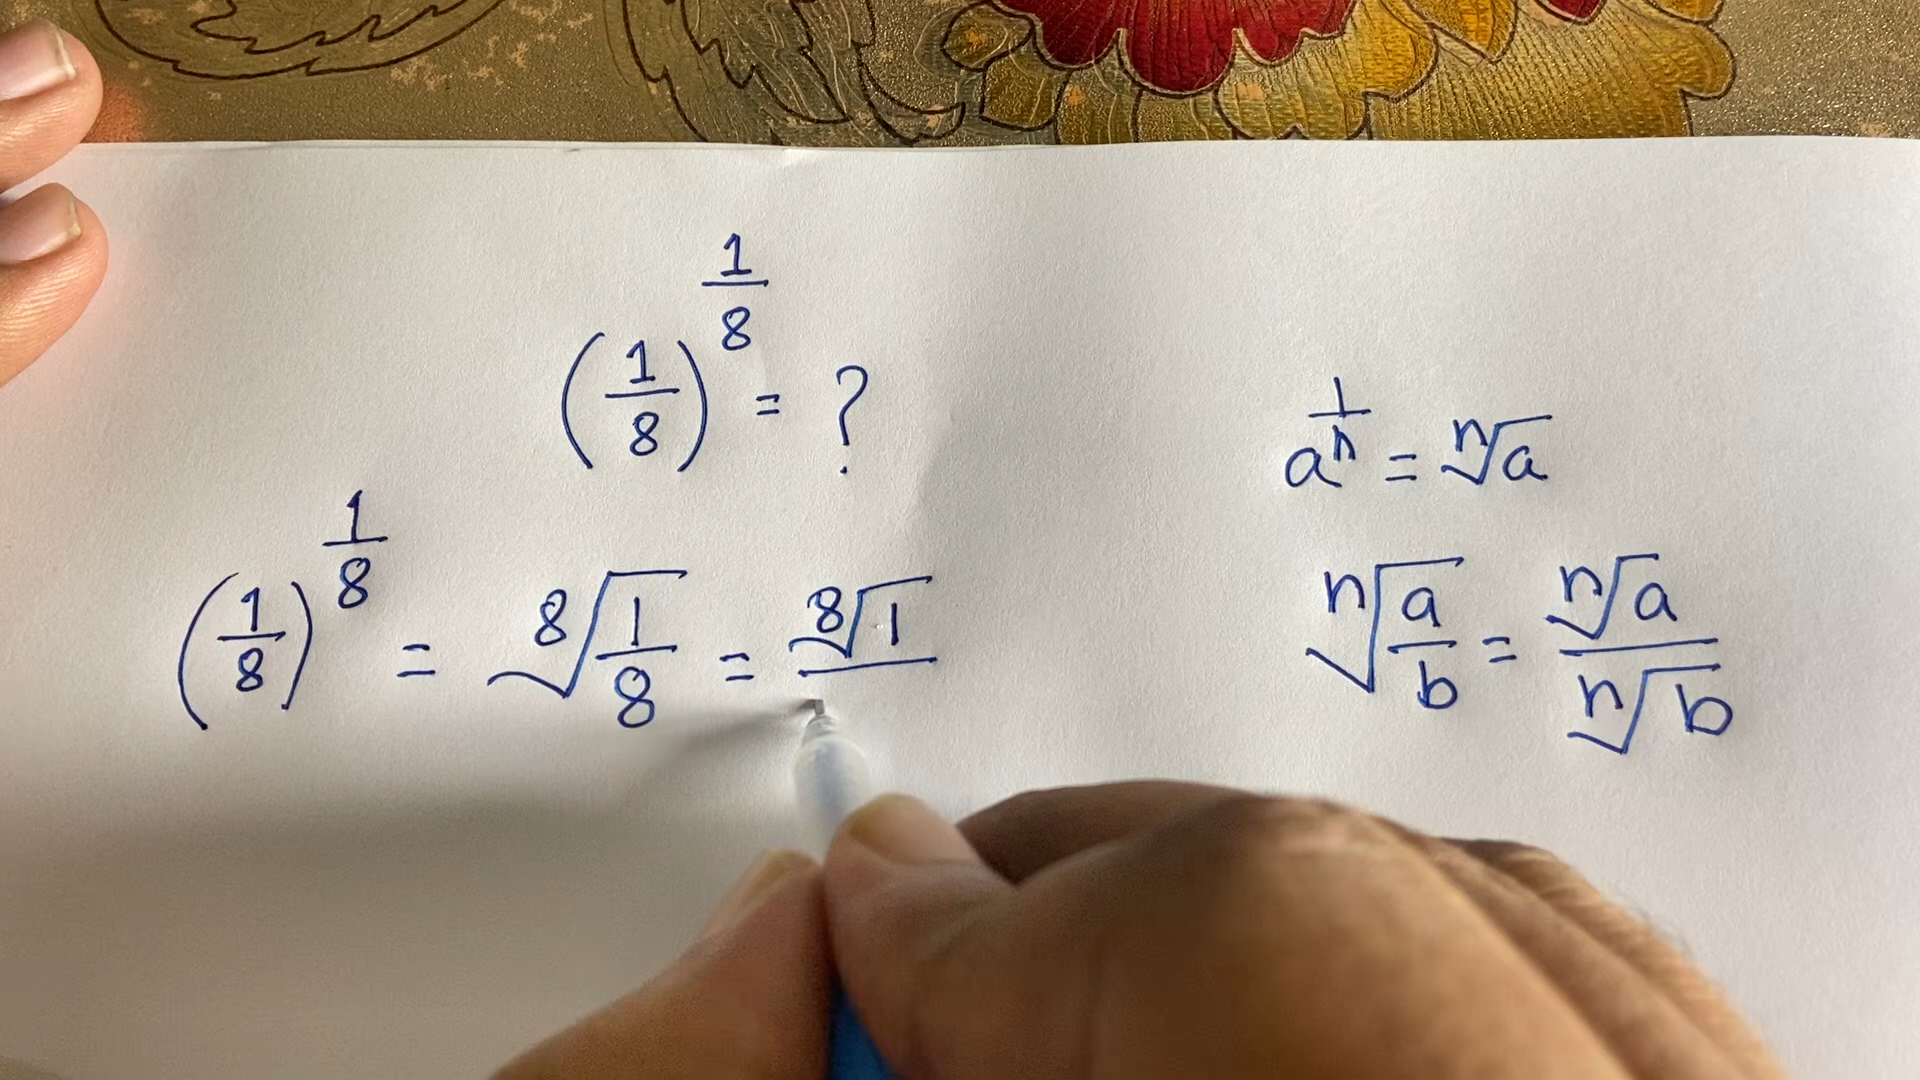 (1/8)^(1/8) = ?
a^(1/n) = ⁿ√a
(1/8)^(1/8) = ⁸√(1/8) = ⁸√1
ⁿ√(a/b) = ⁿ√a / ⁿ√b